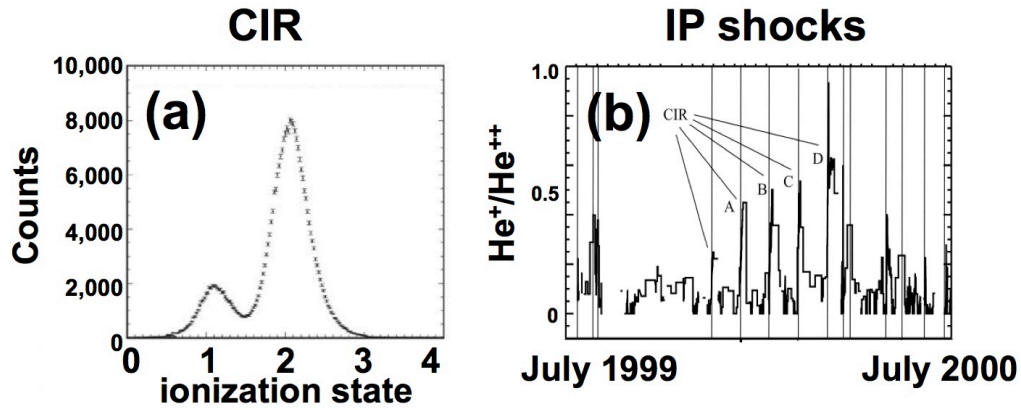 CIR
10,000
8,000
6,000
4,000
2,000
0
Counts
(a)
0 1 2 3 4
ionization state
IP shocks
1.0
0.5
0
He+/He++
(b)
CIR
A
B
C
D
July 1999
July 2000